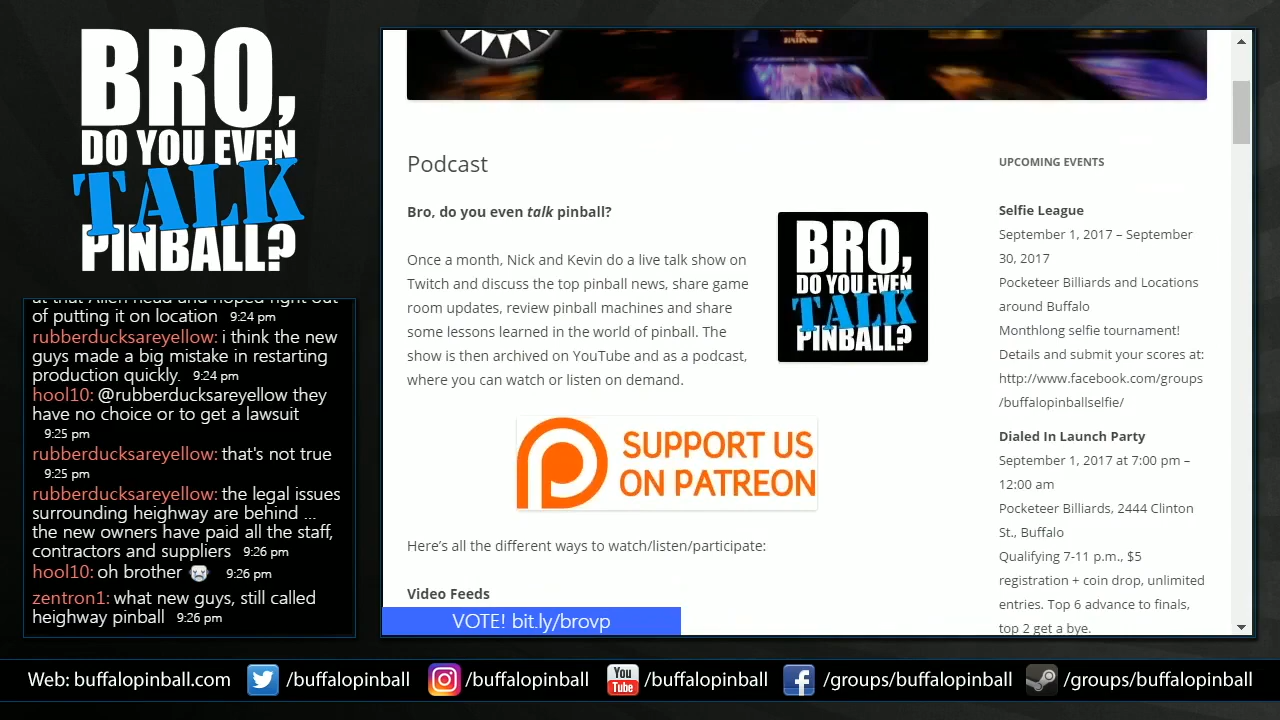 BRO,
DO YOU EVEN
TALK
PINBALL?
at that Alien head and noped right out
of putting it on location 9:24 pm
rubberducksareyellow: i think the new
guys made a big mistake in restarting
production quickly. 9:24 pm
hool10: @rubberducksareyellow they
have no choice or to get a lawsuit
9:25 pm
rubberducksareyellow: that's not true
9:25 pm
rubberducksareyellow: the legal issues
surrounding heighway are behind ...
the new owners have paid all the staff,
contractors and suppliers 9:26 pm
hool10: oh brother 9:26 pm
zentron1: what new guys, still called
heighway pinball 9:26 pm
Podcast
Bro, do you even talk pinball?
Once a month, Nick and Kevin do a live talk show on
Twitch and discuss the top pinball news, share game
room updates, review pinball machines and share
some lessons learned in the world of pinball. The
show is then archived on YouTube and as a podcast,
where you can watch or listen on demand.
BRO,
DO YOU EVEN
TALK
PINBALL?
SUPPORT US
ON PATREON
Here's all the different ways to watch/listen/participate:
Video Feeds
VOTE! bit.ly/brovp
UPCOMING EVENTS
Selfie League
September 1, 2017 – September
30, 2017
Pocketeer Billiards and Locations
around Buffalo
Monthlong selfie tournament!
Details and submit your scores at:
http://www.facebook.com/groups
/buffalopinballselfie/
Dialed In Launch Party
September 1, 2017 at 7:00 pm –
12:00 am
Pocketeer Billiards, 2444 Clinton
St., Buffalo
Qualifying 7-11 p.m., $5
registration + coin drop, unlimited
entries. Top 6 advance to finals,
top 2 get a bye.
Web: buffalopinball.com /buffalopinball /buffalopinball You Tube /buffalopinball /groups/buffalopinball /groups/buffalopinball